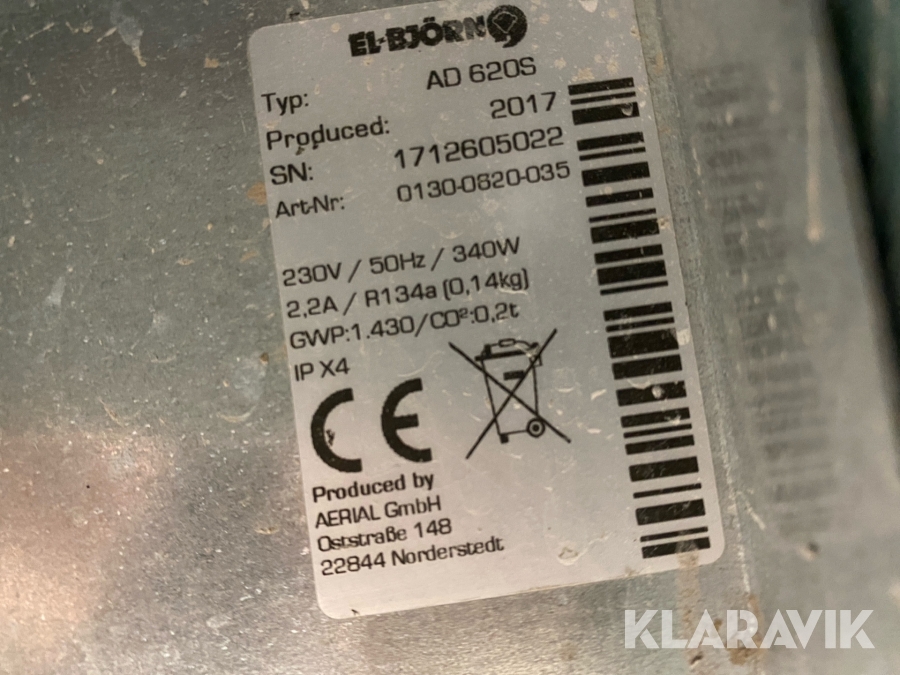 EL-BJÖRN
Typ: AD 620S
Produced: 2017
SN: 1712605022
Art-Nr: 0130-0620-035
230V / 50Hz / 340W
2,2A / R134a (0,14kg)
GWP:1.430/CO²:0,2t
IP X4
CE
Produced by
AERIAL GmbH
Oststraße 148
22844 Norderstedt
KLARAVIK